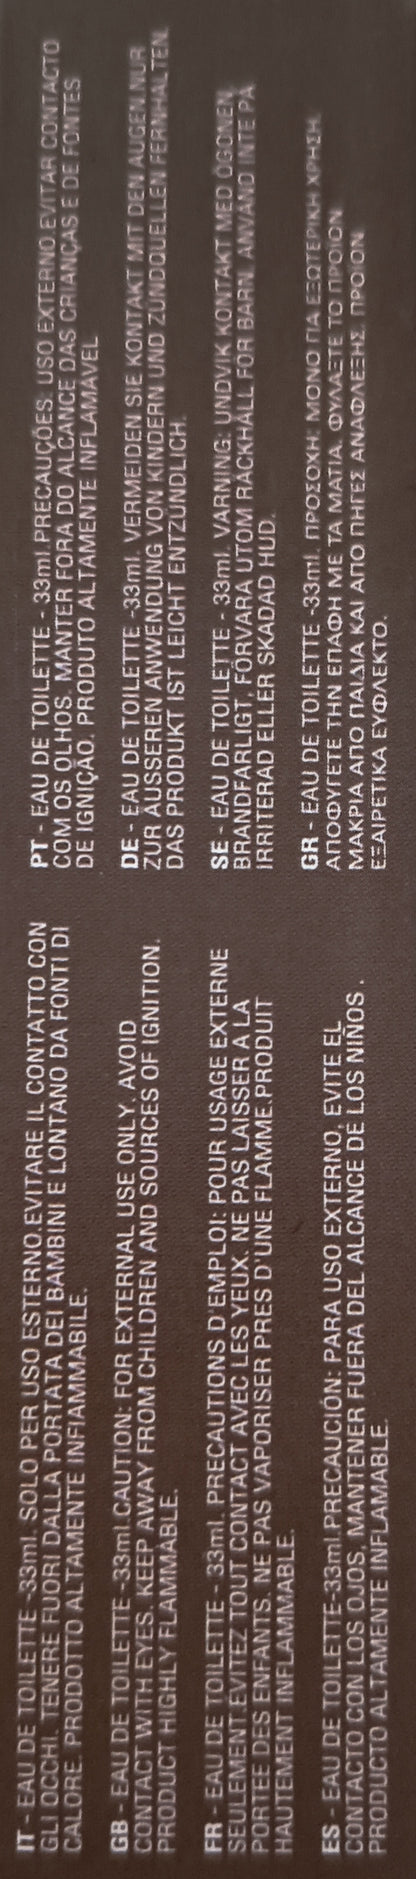 IT - EAU DE TOILETTE-33ml. SOLO PER USO ESTERNO.EVITARE IL CONTATTO CON
GLI OCCHI. TENERE FUORI DALLA PORTATA DEI BAMBINI E LONTANO DA FONTI DI
CALORE. PRODOTTO ALTAMENTE INFIAMMABILE.
GB - EAU DE TOILETTE-33ml.CAUTION: FOR EXTERNAL USE ONLY. AVOID
CONTACT WITH EYES. KEEP AWAY FROM CHILDREN AND SOURCES OF IGNITION.
PRODUCT HIGHLY FLAMMABLE.
FR - EAU DE TOILETTE - 33ml. PRECAUTIONS D'EMPLOI: POUR USAGE EXTERNE
SEULEMENT EVITEZ TOUT CONTACT AVEC LES YEUX. NE PAS LAISSER A LA
PORTEE DES ENFANTS. NE PAS VAPORISER PRES D'UNE FLAMME.PRODUIT
HAUTEMENT INFLAMMABLE.
ES - EAU DE TOILETTE-33ml.PRECAUCIÓN: PARA USO EXTERNO. EVITE EL
CONTACTO CON LOS OJOS. MANTENER FUERA DEL ALCANCE DE LOS NIÑOS .
PRODUCTO ALTAMENTE INFLAMABLE.
PT - EAU DE TOILETTE - 33ml.PRECAUÇÕES: USO EXTERNO EVITAR CONTACTO
COM OS OLHOS. MANTER FORA DO ALCANCE DAS CRIANÇAS E DE FONTES
DE IGNIÇÃO. PRODUTO ALTAMENTE INFLAMÁVEL
DE - EAU DE TOILETTE -33ml. VERMEIDEN SIE KONTAKT MIT DEN AUGEN.NUR
ZUR ÄUSSEREN ANWENDUNG VON KINDERN UND ZÜNDQUELLEN FERNHALTEN.
DAS PRODUKT IST LEICHT ENTZÜNDLICH.
SE - EAU DE TOILETTE - 33ml. VARNING: UNDVIK KONTAKT MED ÖGONEN.
BRANDFARLIGT, FÖRVARA UTOM RÄCKHÅLL FÖR BARN. ANVÄND INTE PÅ
IRRITERAD ELLER SKADAD HUD.
GR - EAU DE TOILETTE -33ml. ΠΡΟΣΟΧΗ: ΜΟΝΟ ΓΙΑ ΕΞΩΤΕΡΙΚΗ ΧΡΗΣΗ.
ΑΠΟΦΥΓΕΤΕ ΤΗΝ ΕΠΑΦΗ ΜΕ ΤΑ ΜΑΤΙΑ. ΦΥΛΑΞΤΕ ΤΟ ΠΡΟΪΟΝ
ΜΑΚΡΙΑ ΑΠΟ ΠΑΙΔΙΑ ΚΑΙ ΑΠΟ ΠΗΓΕΣ ΑΝΑΦΛΕΞΗΣ. ΠΡΟΪΟΝ
ΕΞΑΙΡΕΤΙΚΑ ΕΥΦΛΕΚΤΟ.